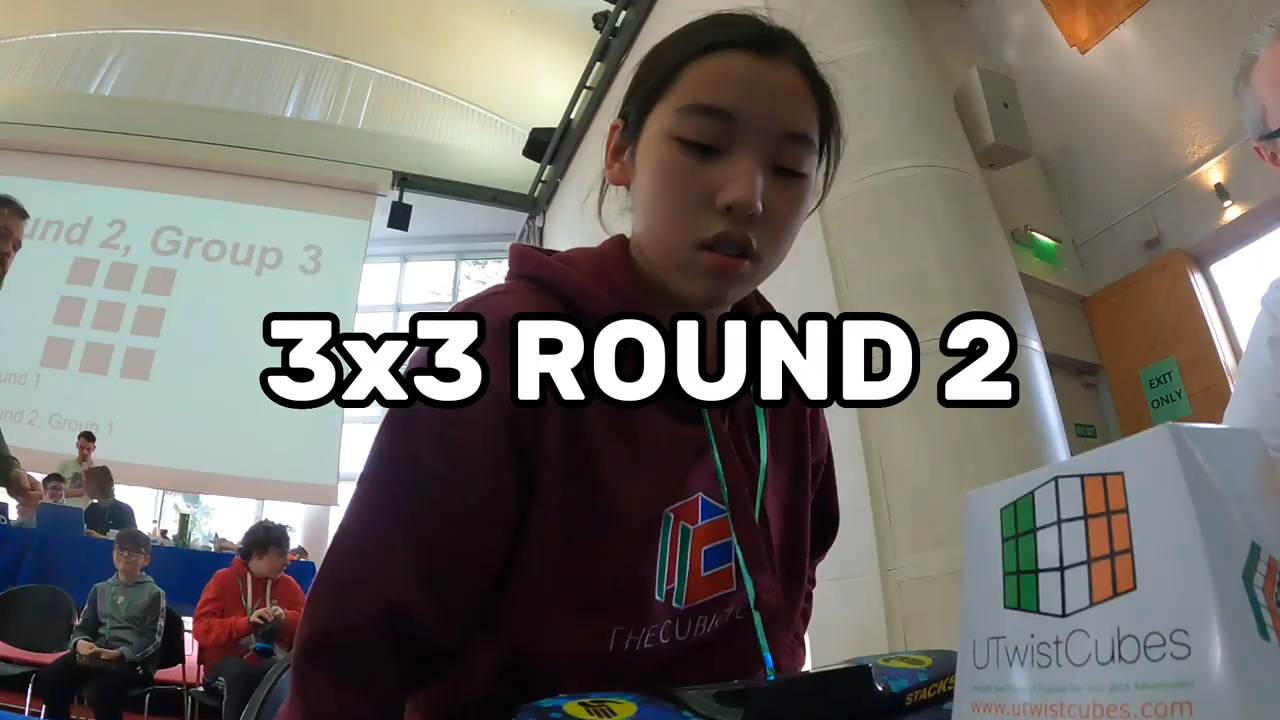 und 2, Group 3
und 1
und 2, Group 1
3x3 ROUND 2
THECUBICLE
EXIT
ONLY
STACKS
UTwistCubes
www.utwistcubes.com